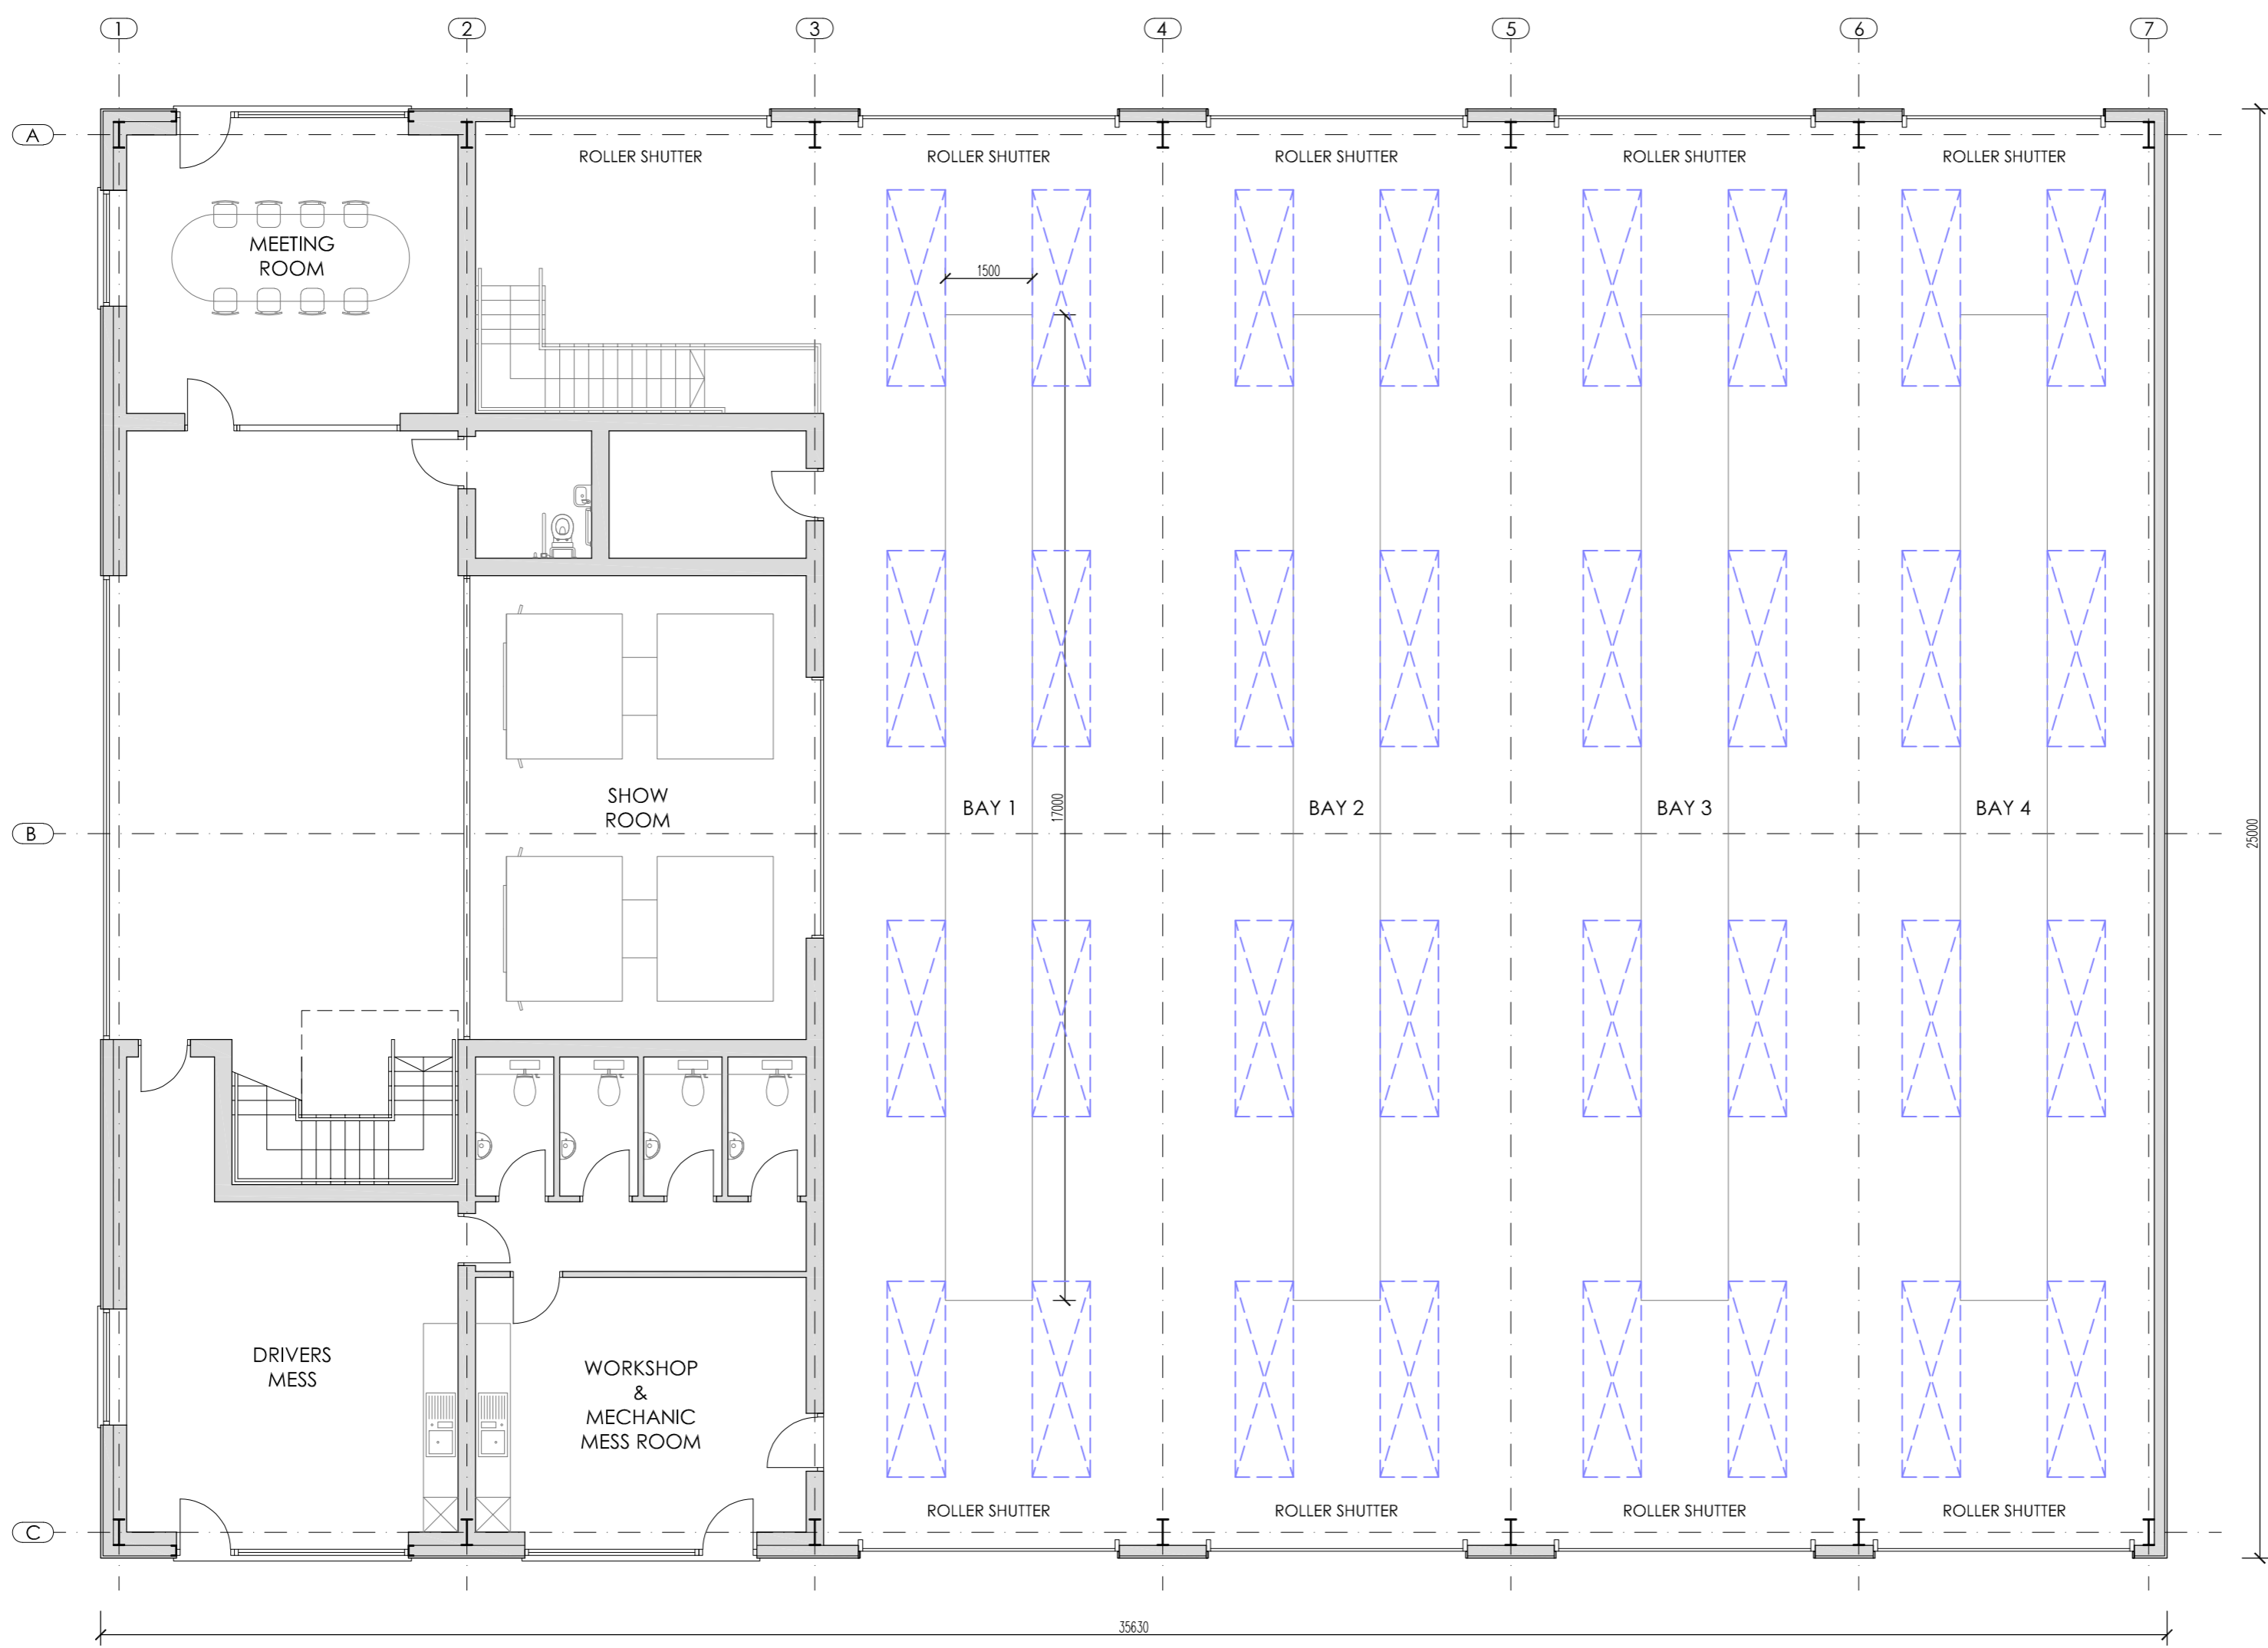 1
2
3
4
5
6
7
A
ROLLER SHUTTER
ROLLER SHUTTER
ROLLER SHUTTER
ROLLER SHUTTER
ROLLER SHUTTER
MEETING
ROOM
1500
SHOW
ROOM
BAY 1
17000
BAY 2
BAY 3
BAY 4
B
25000
DRIVERS
MESS
WORKSHOP
&
MECHANIC
MESS ROOM
ROLLER SHUTTER
ROLLER SHUTTER
ROLLER SHUTTER
ROLLER SHUTTER
C
35630